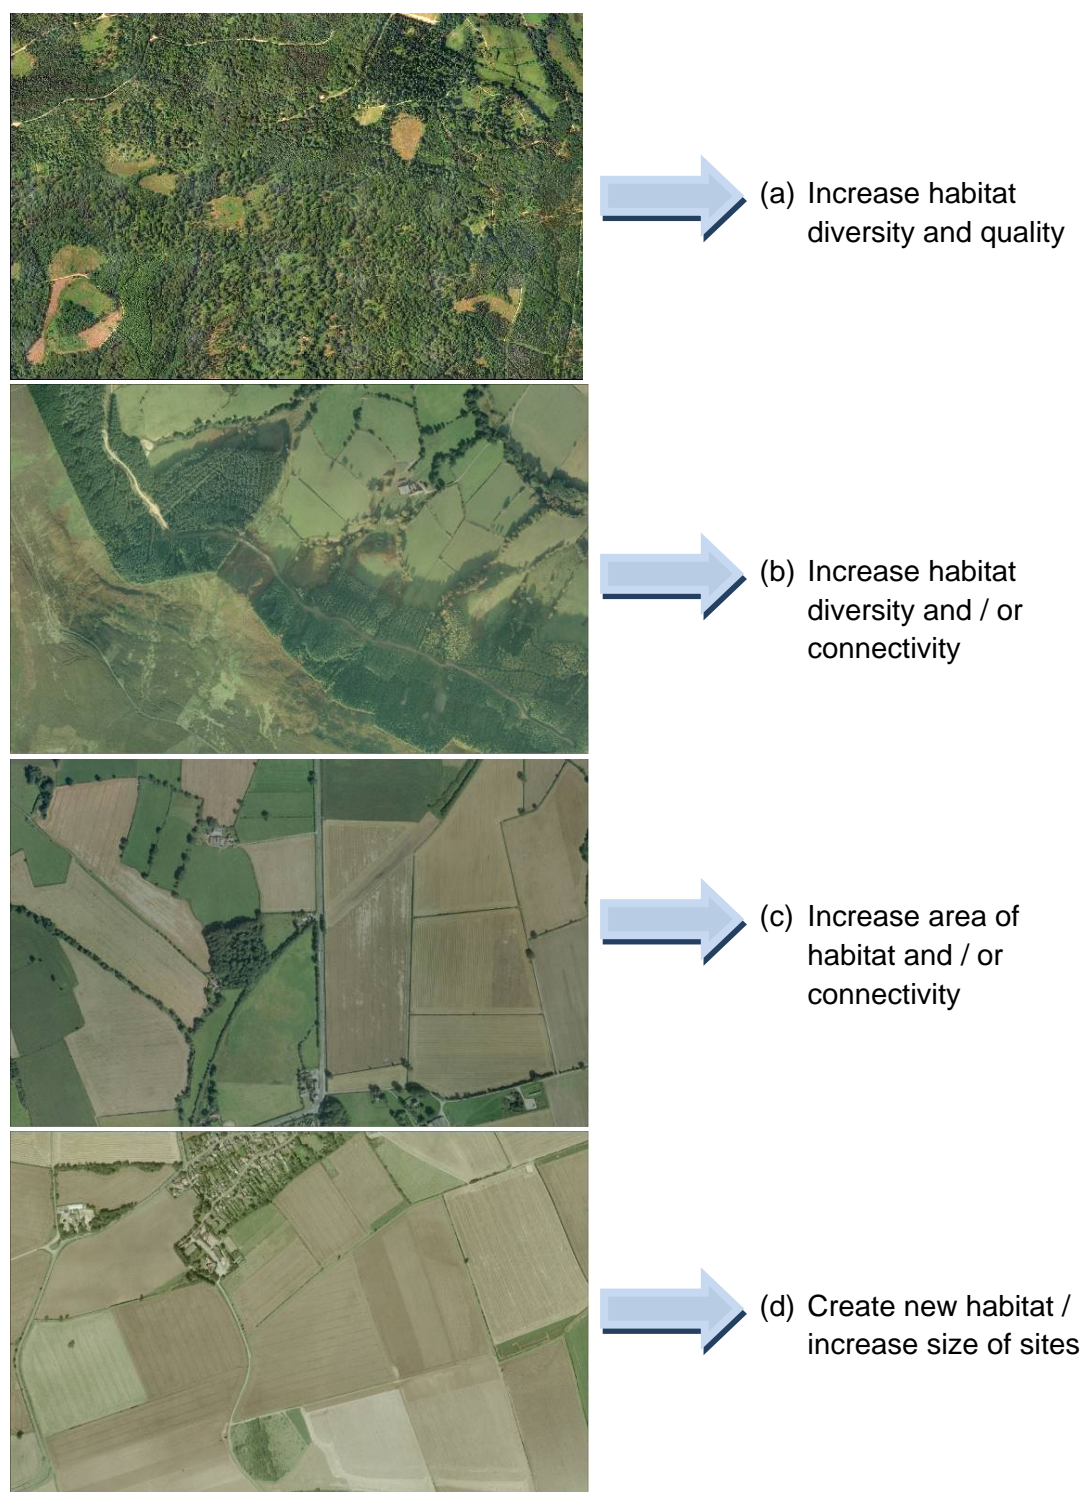 (a) Increase habitat
diversity and quality
(b) Increase habitat
diversity and / or
connectivity
(c) Increase area of
habitat and / or
connectivity
(d) Create new habitat /
increase size of sites